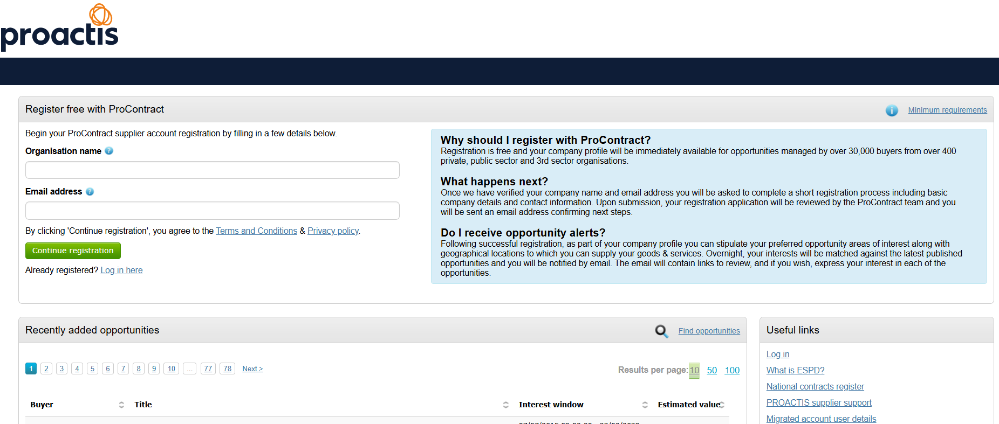 proactis
Register free with ProContract
Minimum requirements
Begin your ProContract supplier account registration by filling in a few details below.
Organisation name
Email address
By clicking 'Continue registration', you agree to the Terms and Conditions & Privacy policy.
Continue registration
Already registered? Log in here
Why should I register with ProContract?
Registration is free and your company profile will be immediately available for opportunities managed by over 30,000 buyers from over 400
private, public sector and 3rd sector organisations.
What happens next?
Once we have verified your company name and email address you will be asked to complete a short registration process including basic
company details and contact information. Upon submission, your registration application will be reviewed by the ProContract team and you
will be sent an email address confirming next steps.
Do I receive opportunity alerts?
Following successful registration, as part of your company profile you can stipulate your preferred opportunity areas of interest along with
geographical locations to which you can supply your goods & services. Overnight, your interests will be matched against the latest published
opportunities and you will be notified by email. The email will contain links to review, and if you wish, express your interest in each of the
opportunities.
Recently added opportunities
Find opportunities
1 2 3 4 5 6 7 8 9 10 ... 77 78 Next >
Results per page: 10 50 100
Buyer Title Interest window Estimated value
Useful links
Log in
What is ESPD?
National contracts register
PROACTIS supplier support
Migrated account user details